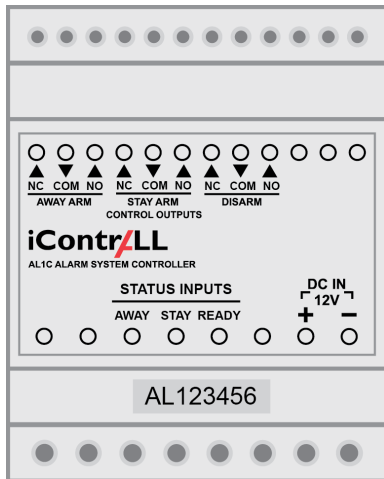 NC COM NO NC COM NO NC COM NO
AWAY ARM STAY ARM DISARM
CONTROL OUTPUTS
iContrALL
AL1C ALARM SYSTEM CONTROLLER
STATUS INPUTS DC IN
12V
AWAY STAY READY + −
AL123456